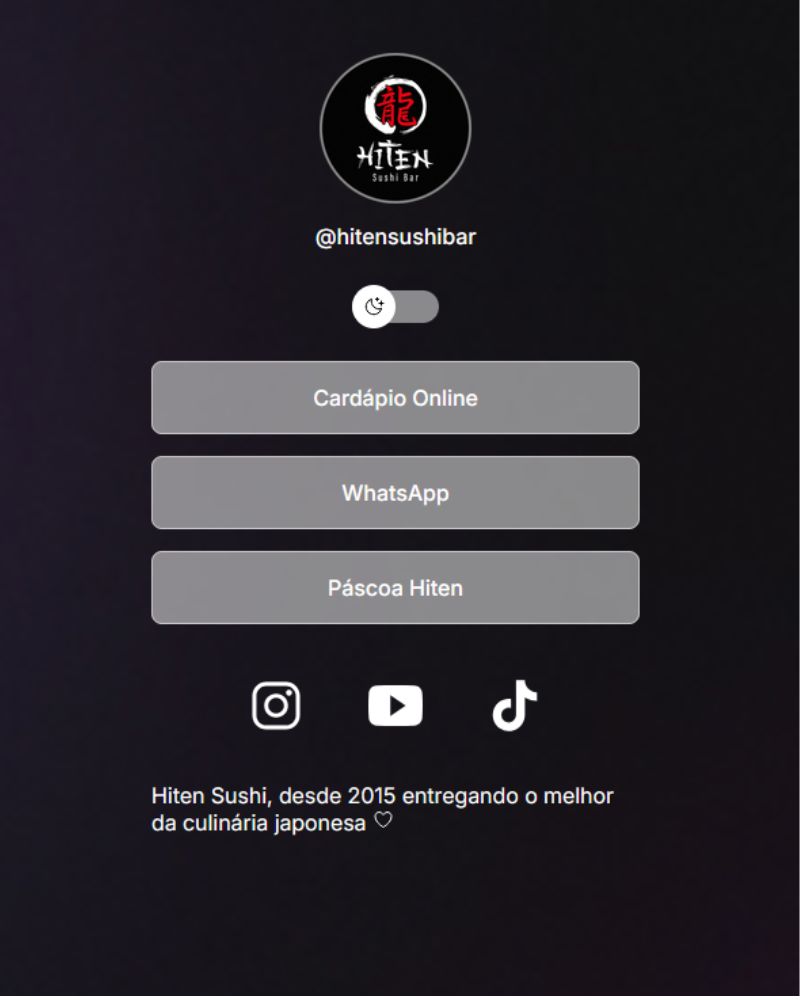 龍
HITEN
Sushi Bar
@hitensushibar
Cardápio Online
WhatsApp
Páscoa Hiten
Hiten Sushi, desde 2015 entregando o melhor
da culinária japonesa ♡